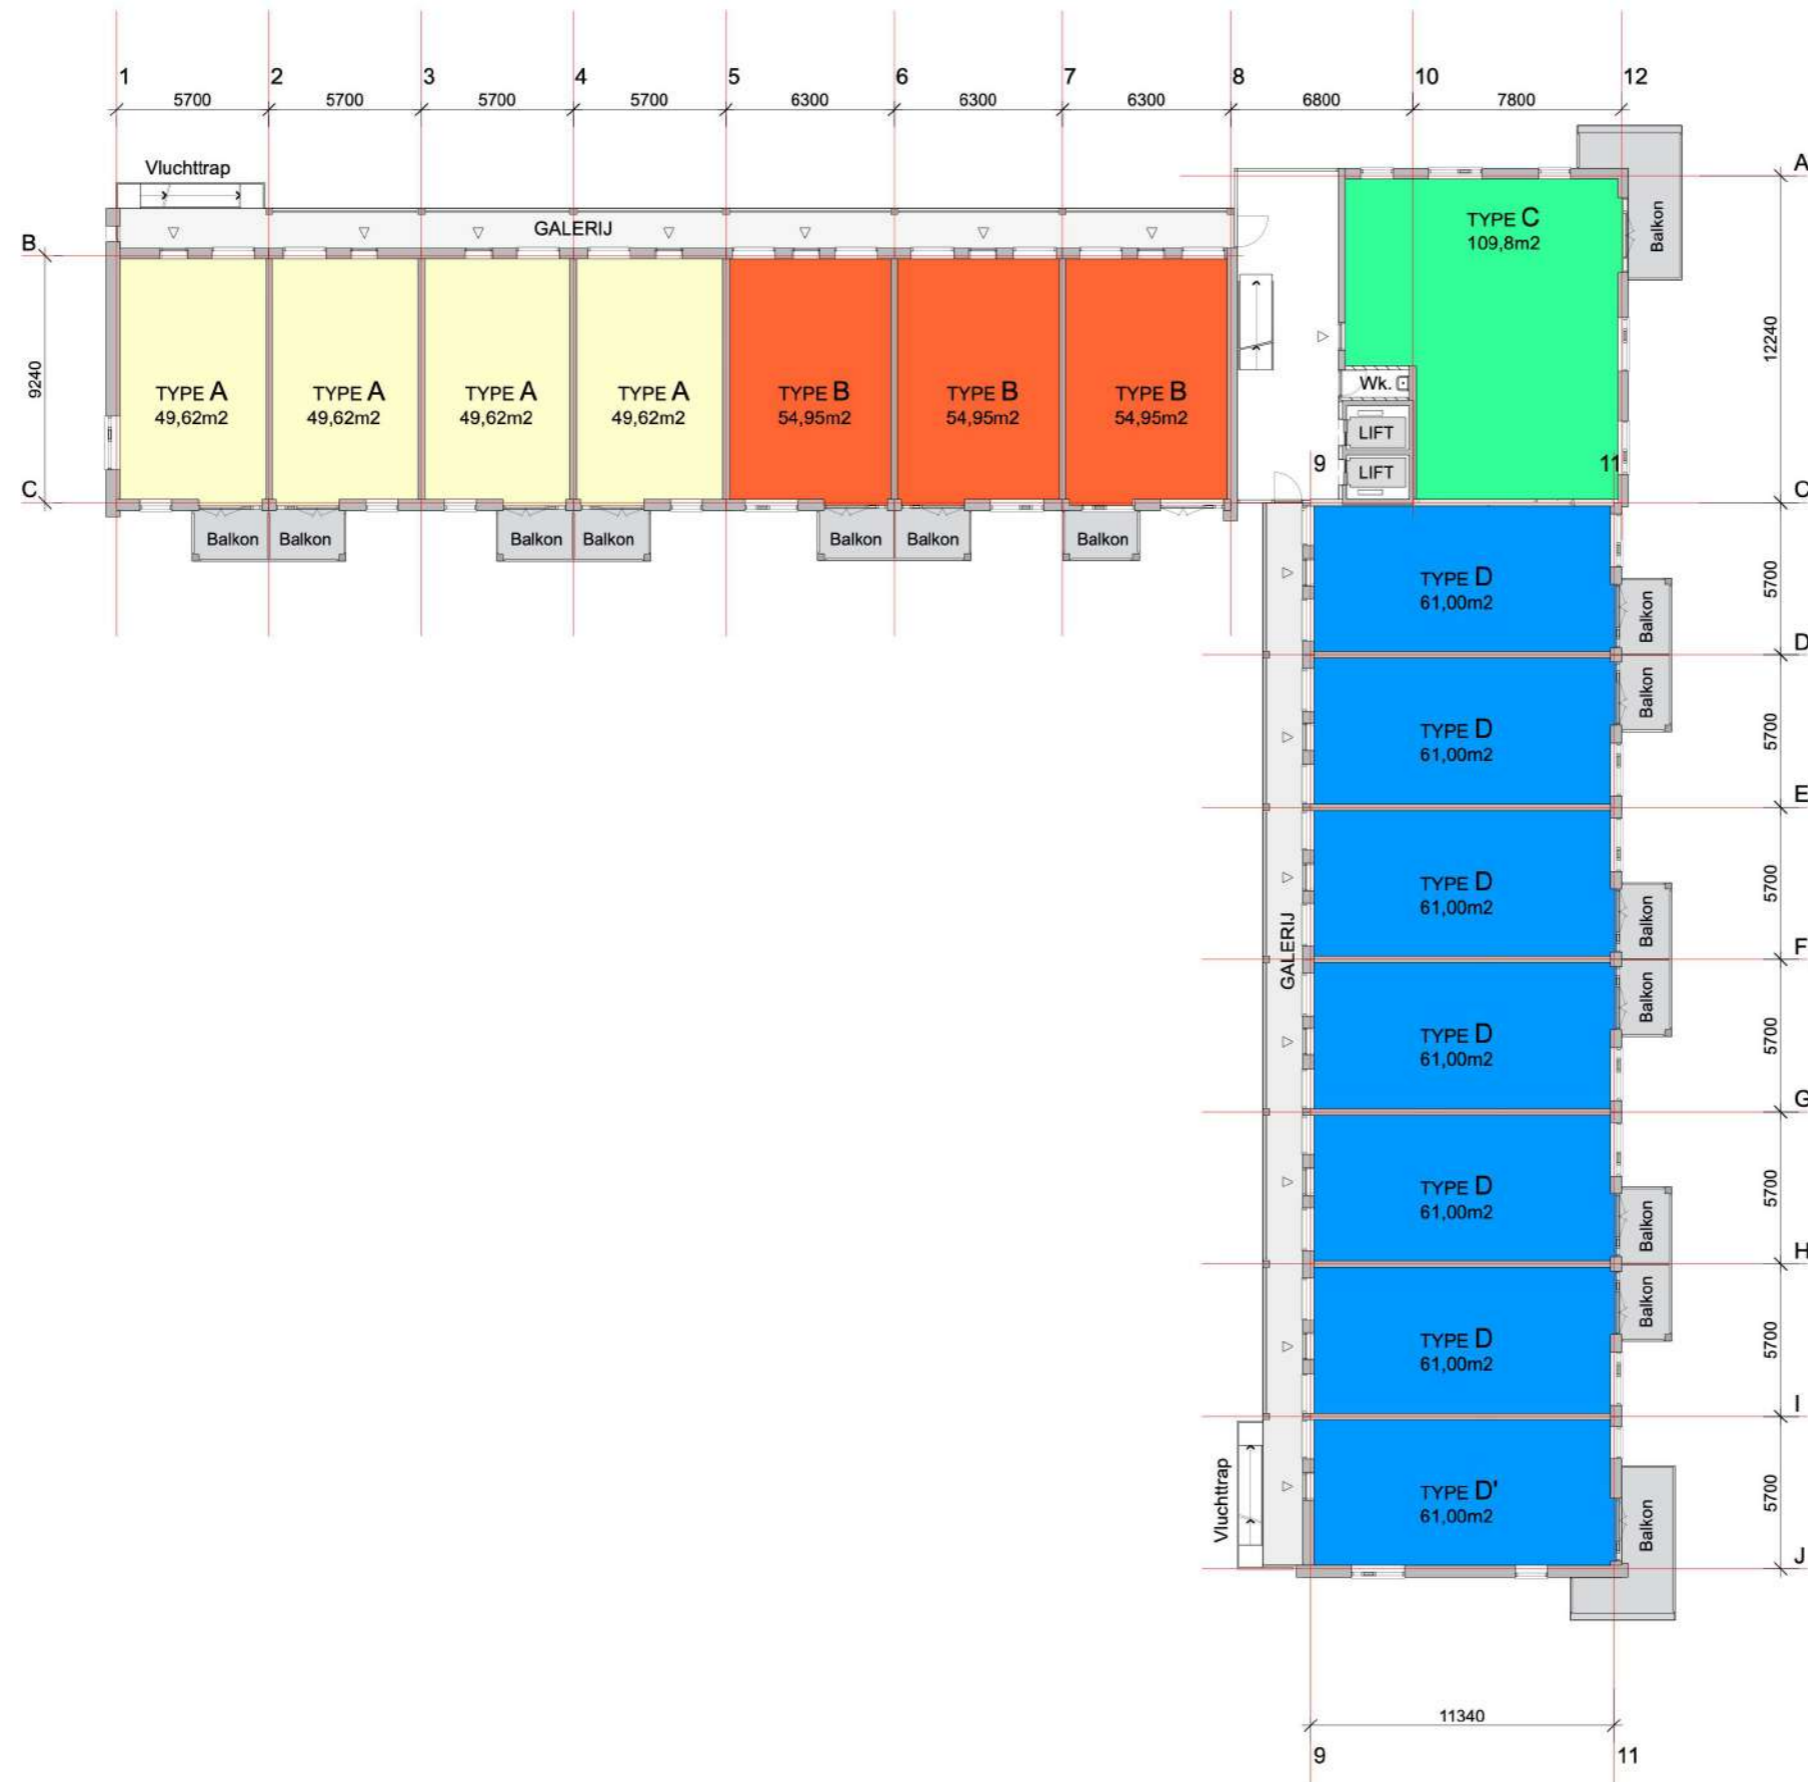 1 2 3 4 5 6 7 8 10 12
5700 5700 5700 5700 6300 6300 6300 6800 7800
Vluchttrap
A
GALERIJ
B
TYPE C
109,8m2
Balkon
12240
9240
TYPE A
49,62m2
TYPE A
49,62m2
TYPE A
49,62m2
TYPE A
49,62m2
TYPE B
54,95m2
TYPE B
54,95m2
TYPE B
54,95m2
Wk.
LIFT
LIFT
9 11
C C
Balkon Balkon Balkon Balkon Balkon Balkon Balkon
TYPE D
61,00m2
Balkon
5700
D
TYPE D
61,00m2
Balkon
5700
E
TYPE D
61,00m2
Balkon
5700
GALERIJ
F
TYPE D
61,00m2
Balkon
5700
G
TYPE D
61,00m2
Balkon
5700
H
TYPE D
61,00m2
Balkon
5700
I
Vluchttrap
TYPE D'
61,00m2
Balkon
5700
J
11340
9 11